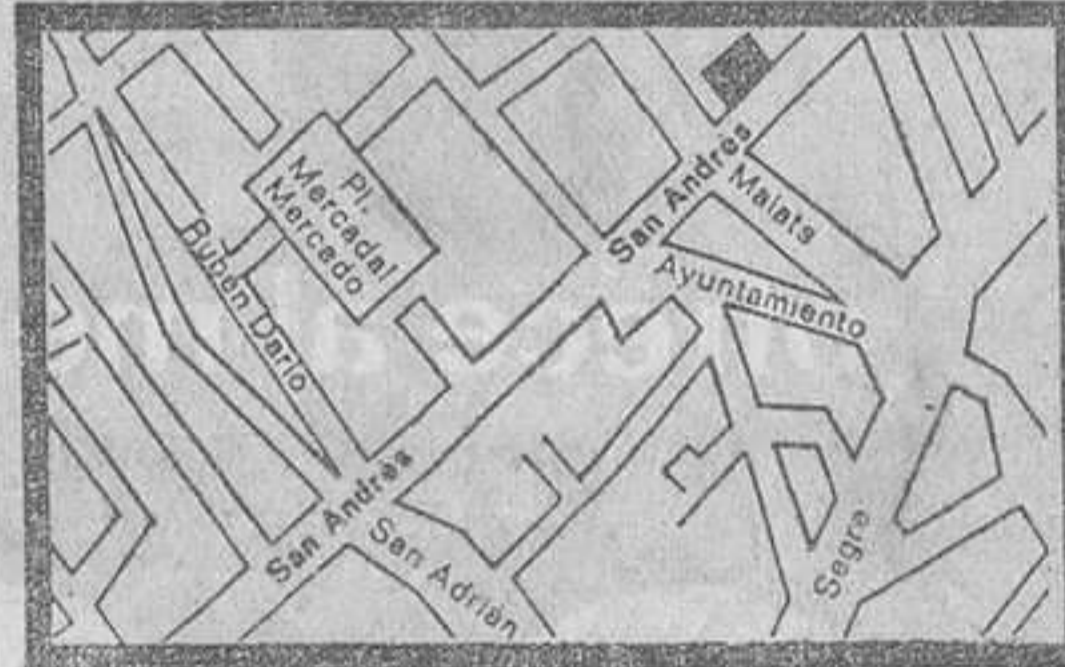 Pl.
Mercadal
Mercado
Rubén Darío
San Andrés
Malats
Ayuntamiento
San Andrés
San Adrián
Segre